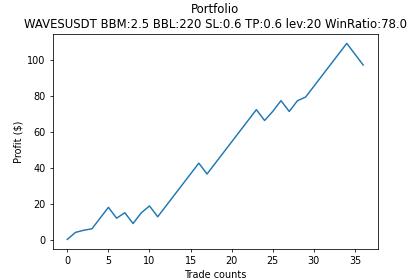 Portfolio
WAVESUSDT BBM:2.5 BBL:220 SL:0.6 TP:0.6 lev:20 WinRatio:78.0
Profit ($)
100
80
60
40
20
0
0 5 10 15 20 25 30 35
Trade counts